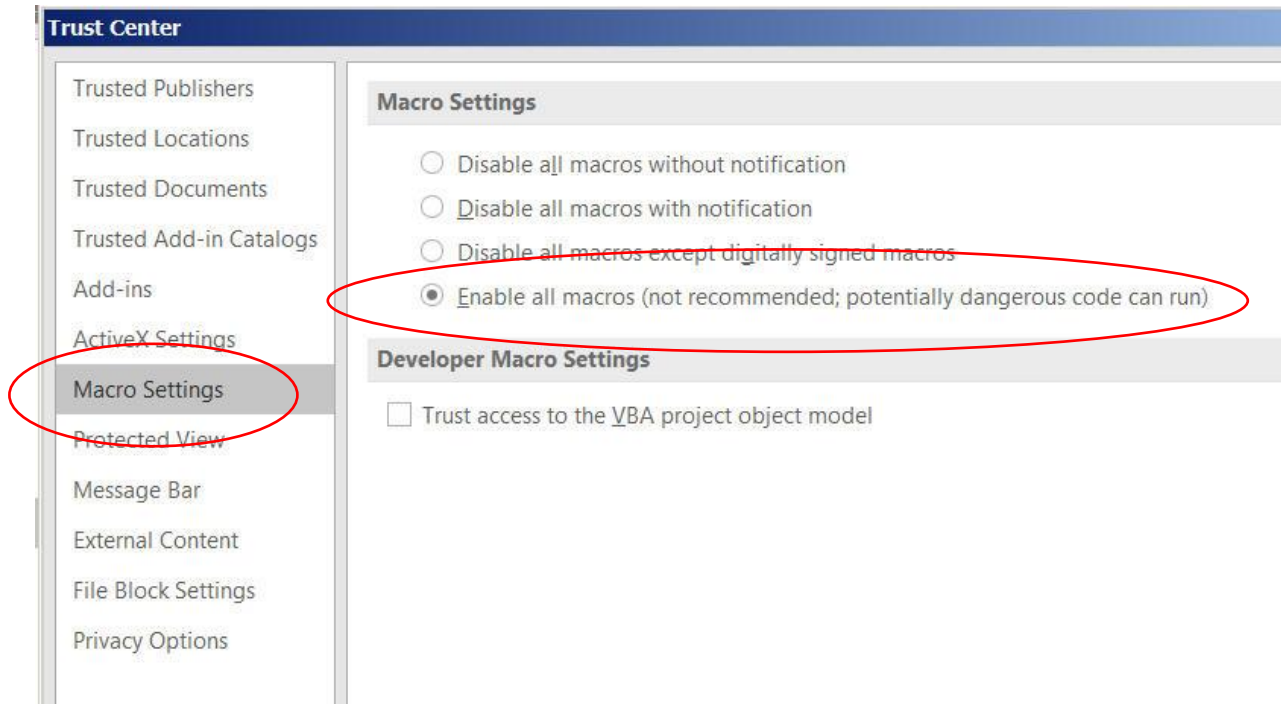 Trust Center
Trusted Publishers
Trusted Locations
Trusted Documents
Trusted Add-in Catalogs
Add-ins
ActiveX Settings
Macro Settings
Protected View
Message Bar
External Content
File Block Settings
Privacy Options
Macro Settings
Disable all macros without notification
Disable all macros with notification
Disable all macros except digitally signed macros
Enable all macros (not recommended; potentially dangerous code can run)
Developer Macro Settings
Trust access to the VBA project object model